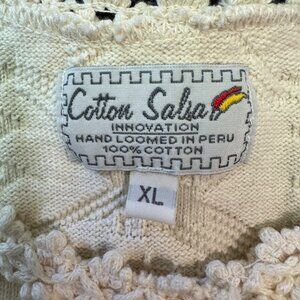 Cotton Salsa
INNOVATION
HAND LOOMED IN PERU
100% COTTON
XL